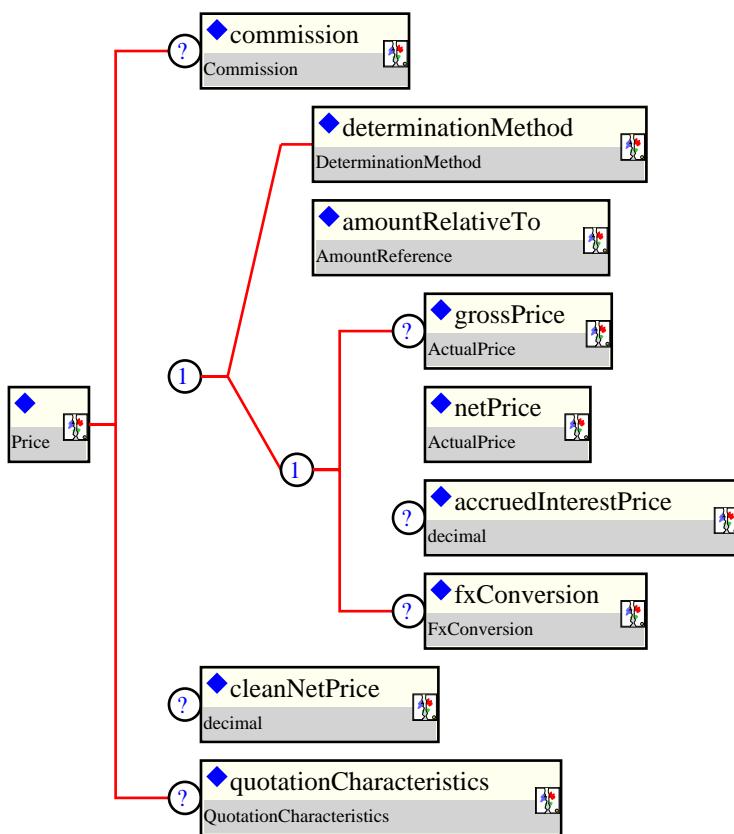 ?
commission
Commission
determinationMethod
DeterminationMethod
amountRelativeTo
AmountReference
?
grossPrice
ActualPrice
1
Price
netPrice
ActualPrice
1
?
accruedInterestPrice
decimal
?
fxConversion
FxConversion
?
cleanNetPrice
decimal
?
quotationCharacteristics
QuotationCharacteristics